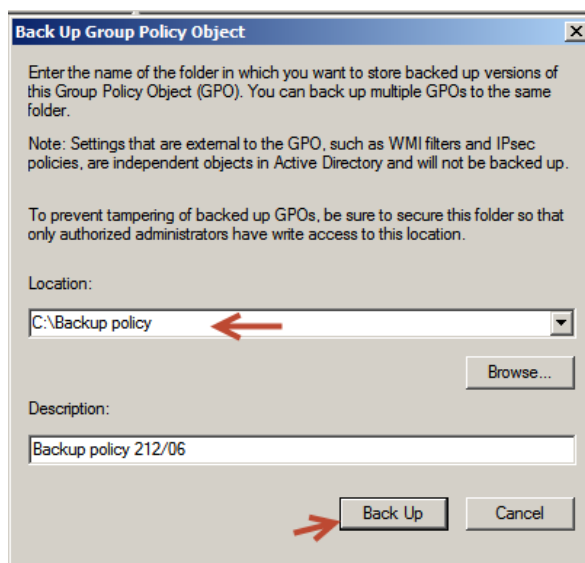 Back Up Group Policy Object
Enter the name of the folder in which you want to store backed up versions of
this Group Policy Object (GPO). You can back up multiple GPOs to the same
folder.
Note: Settings that are external to the GPO, such as WMI filters and IPsec
policies, are independent objects in Active Directory and will not be backed up.
To prevent tampering of backed up GPOs, be sure to secure this folder so that
only authorized administrators have write access to this location.
Location:
C:\Backup policy
Browse...
Description:
Backup policy 212/06
Back Up Cancel